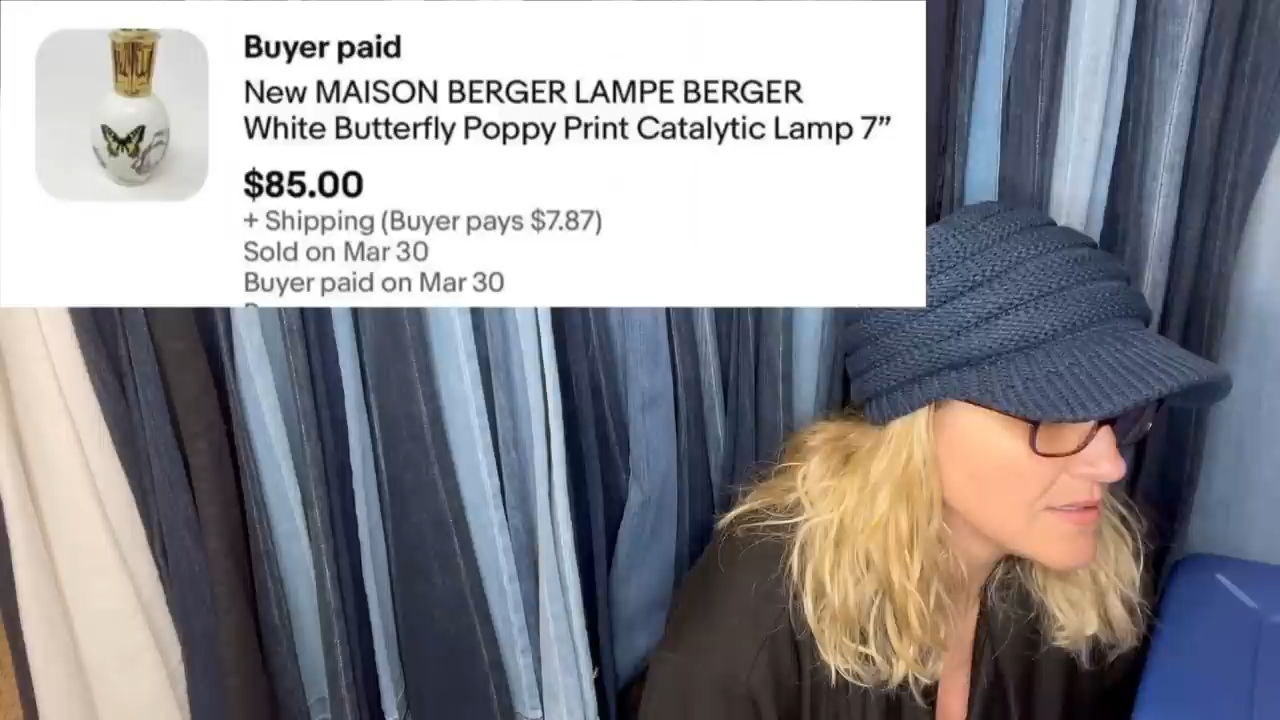 Buyer paid
New MAISON BERGER LAMPE BERGER
White Butterfly Poppy Print Catalytic Lamp 7”
$85.00
+ Shipping (Buyer pays $7.87)
Sold on Mar 30
Buyer paid on Mar 30